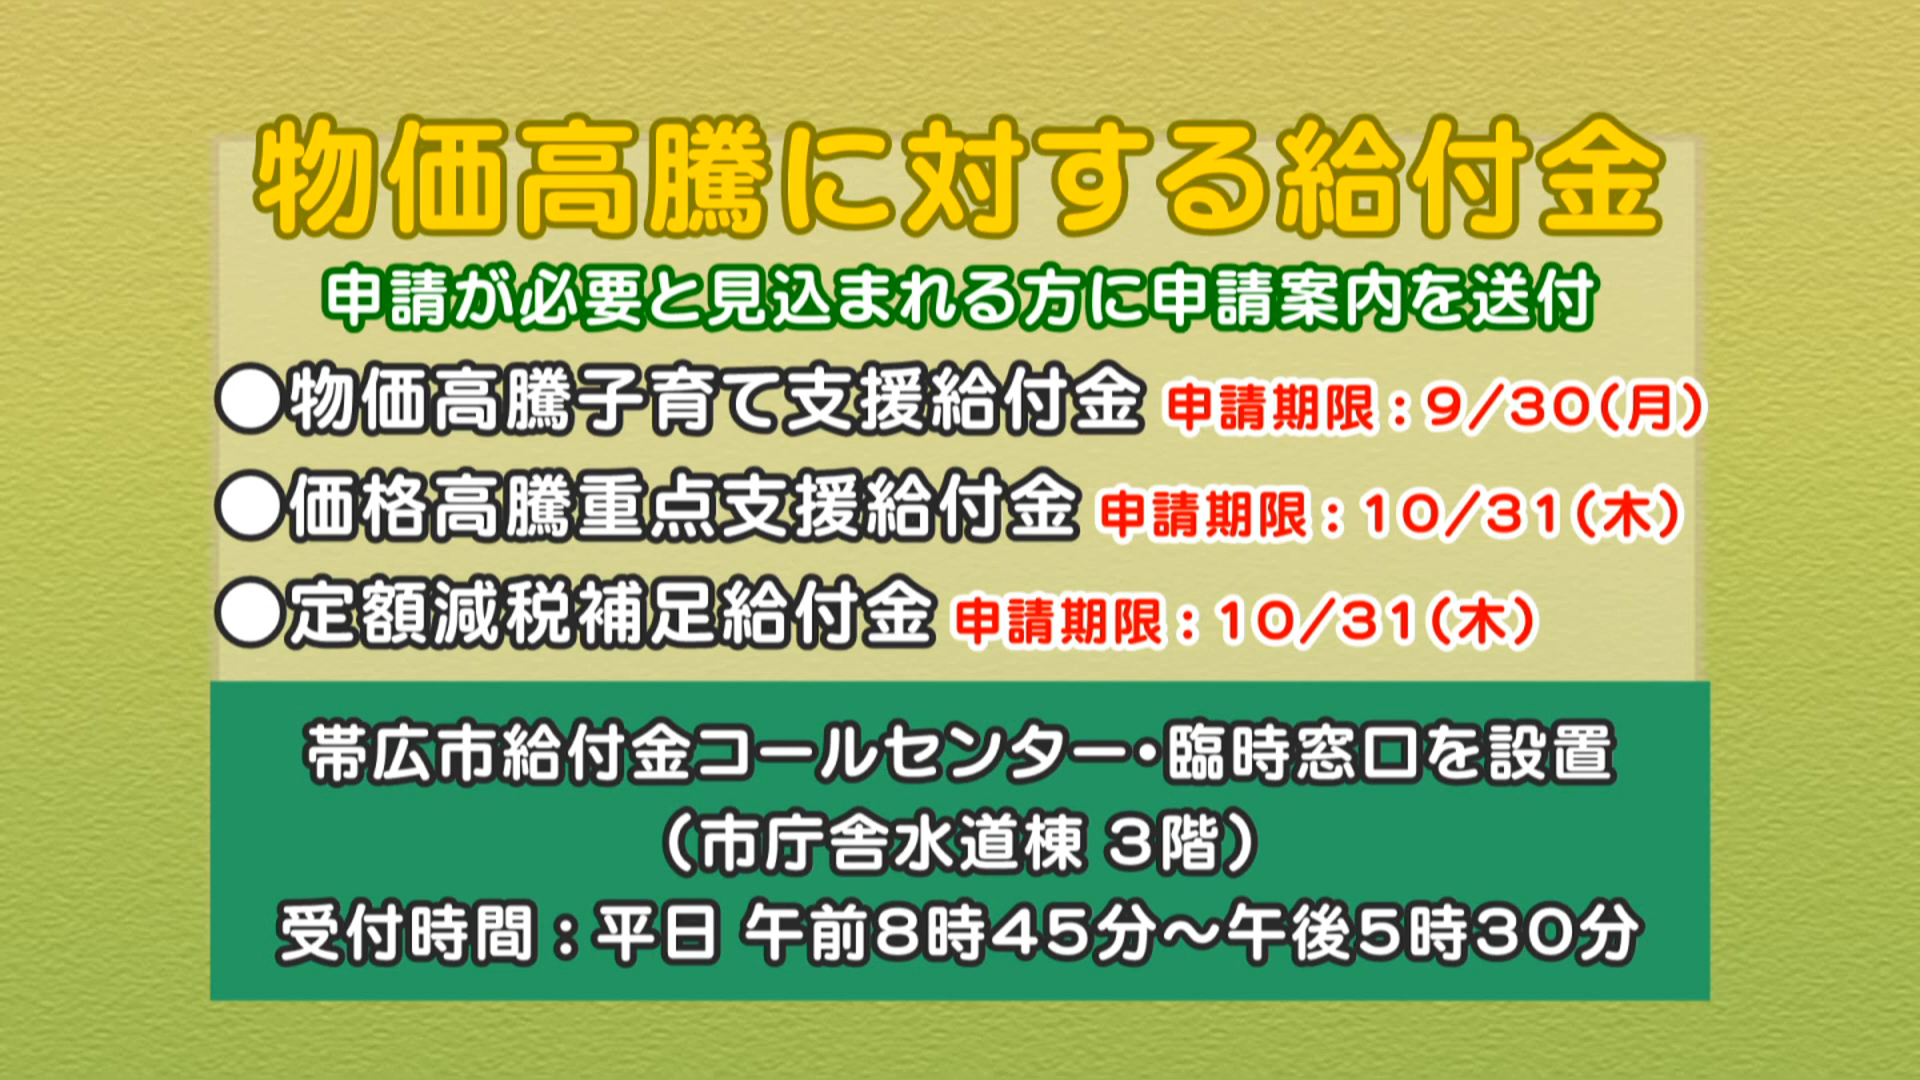 物価高騰に対する給付金
申請が必要と見込まれる方に申請案内を送付
●物価高騰子育て支援給付金 申請期限：9/30(月)
●価格高騰重点支援給付金 申請期限：10/31(木)
●定額減税補足給付金 申請期限：10/31(木)
帯広市給付金コールセンター・臨時窓口を設置
（市庁舎水道棟 3階）
受付時間：平日 午前8時45分～午後5時30分